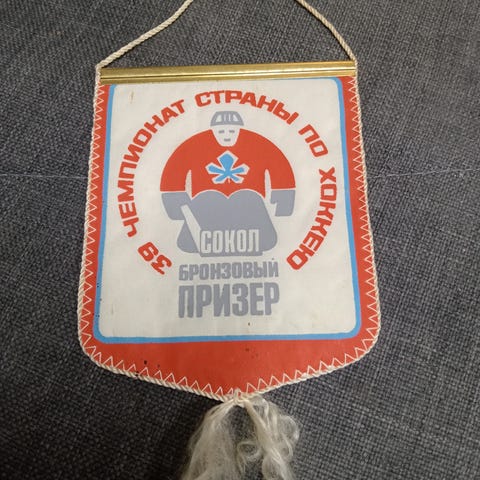 39 ЧЕМПИОНАТ СТРАНЫ ПО ХОККЕЮ
СОКОЛ
БРОНЗОВЫЙ
ПРИЗЕР